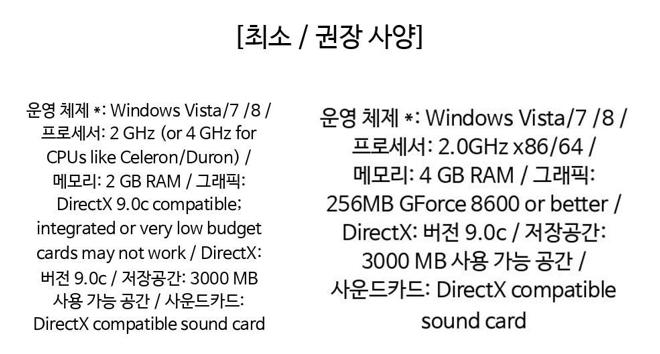 [최소 / 권장 사양]
운영 체제 *: Windows Vista/7 /8 /
프로세서: 2 GHz (or 4 GHz for
CPUs like Celeron/Duron) /
메모리: 2 GB RAM / 그래픽:
DirectX 9.0c compatible;
integrated or very low budget
cards may not work / DirectX:
버전 9.0c / 저장공간: 3000 MB
사용 가능 공간 / 사운드카드:
DirectX compatible sound card
운영 체제 *: Windows Vista/7 /8 /
프로세서: 2.0GHz x86/64 /
메모리: 4 GB RAM / 그래픽:
256MB GForce 8600 or better /
DirectX: 버전 9.0c / 저장공간:
3000 MB 사용 가능 공간 /
사운드카드: DirectX compatible
sound card